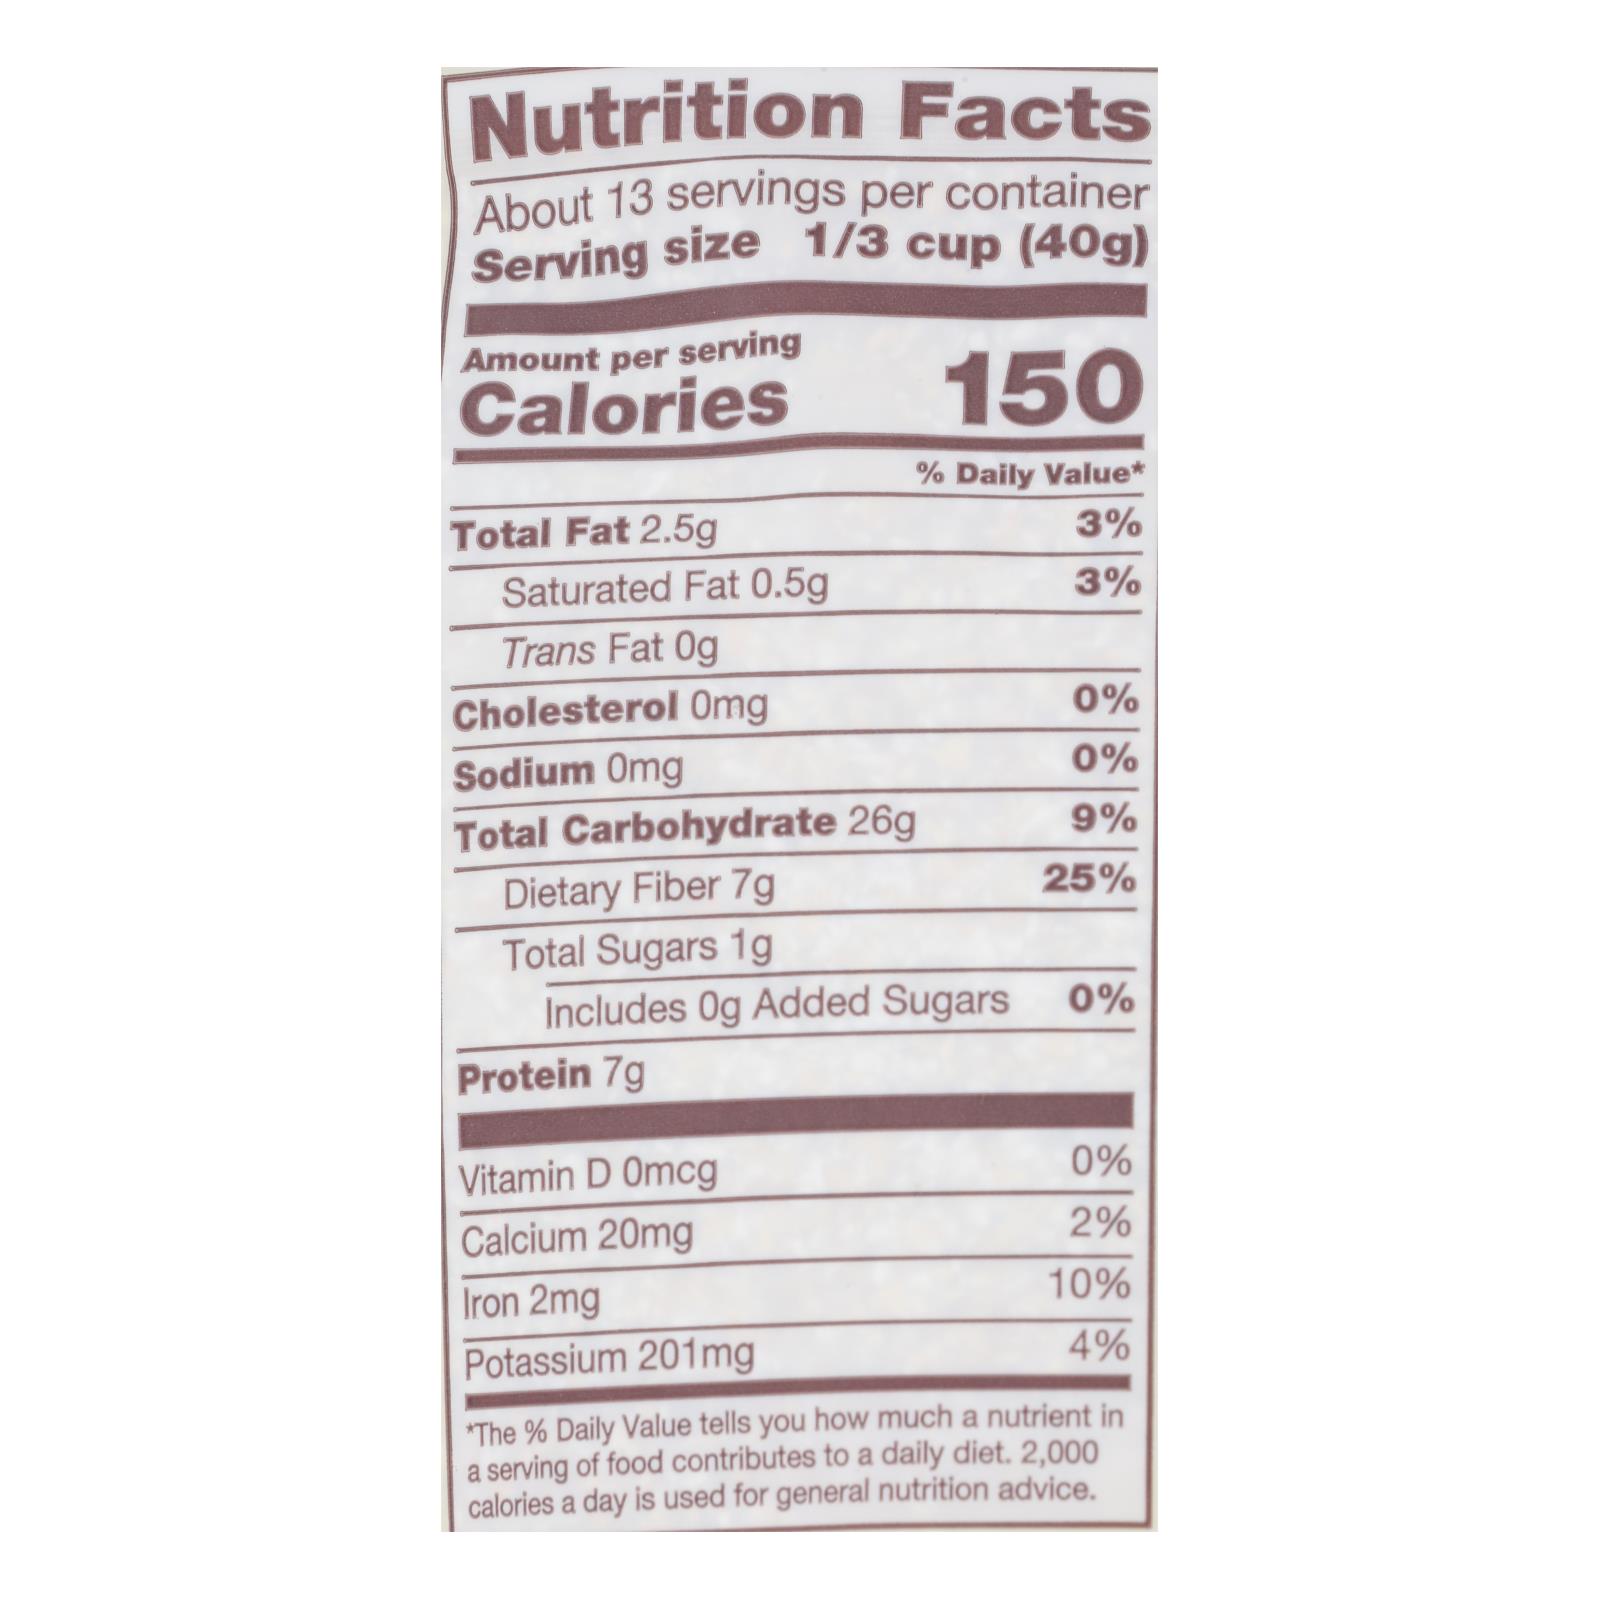 Nutrition Facts
About 13 servings per container
Serving size 1/3 cup (40g)
Amount per serving
Calories 150
% Daily Value*
Total Fat 2.5g 3%
Saturated Fat 0.5g 3%
Trans Fat 0g
Cholesterol 0mg 0%
Sodium 0mg 0%
Total Carbohydrate 26g 9%
Dietary Fiber 7g 25%
Total Sugars 1g
Includes 0g Added Sugars 0%
Protein 7g
Vitamin D 0mcg 0%
Calcium 20mg 2%
Iron 2mg 10%
Potassium 201mg 4%
*The % Daily Value tells you how much a nutrient in
a serving of food contributes to a daily diet. 2,000
calories a day is used for general nutrition advice.